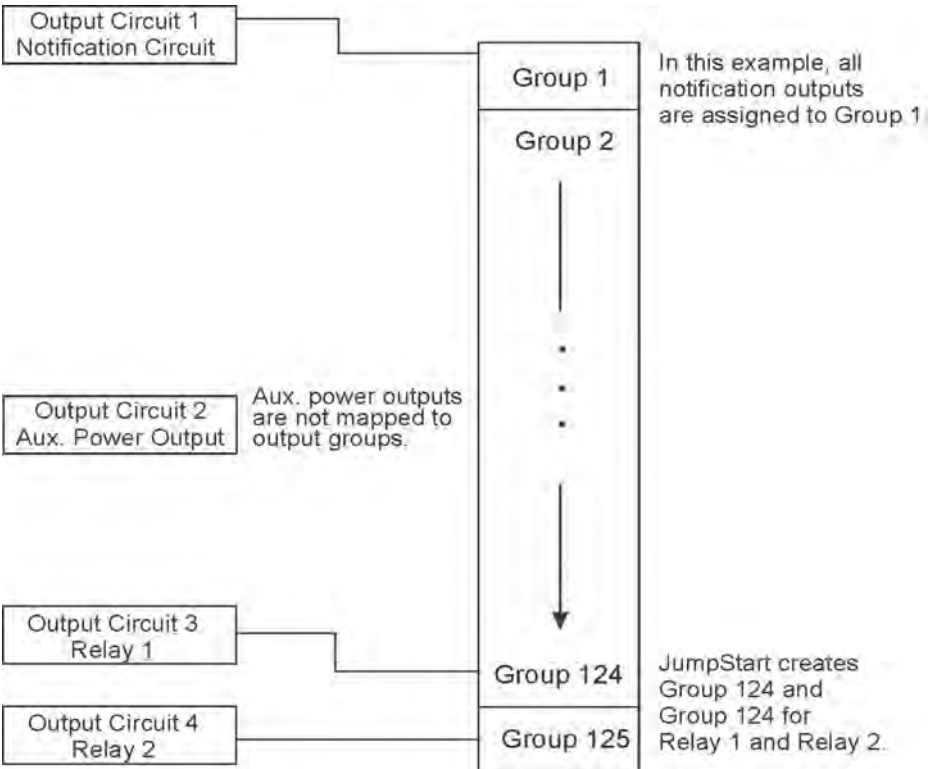 Output Circuit 1
Notification Circuit
Group 1
In this example, all
notification outputs
are assigned to Group 1
Group 2
Output Circuit 2
Aux. Power Output
Aux. power outputs
are not mapped to
output groups.
Output Circuit 3
Relay 1
Group 124
JumpStart creates
Group 124 and
Group 124 for
Relay 1 and Relay 2.
Output Circuit 4
Relay 2
Group 125